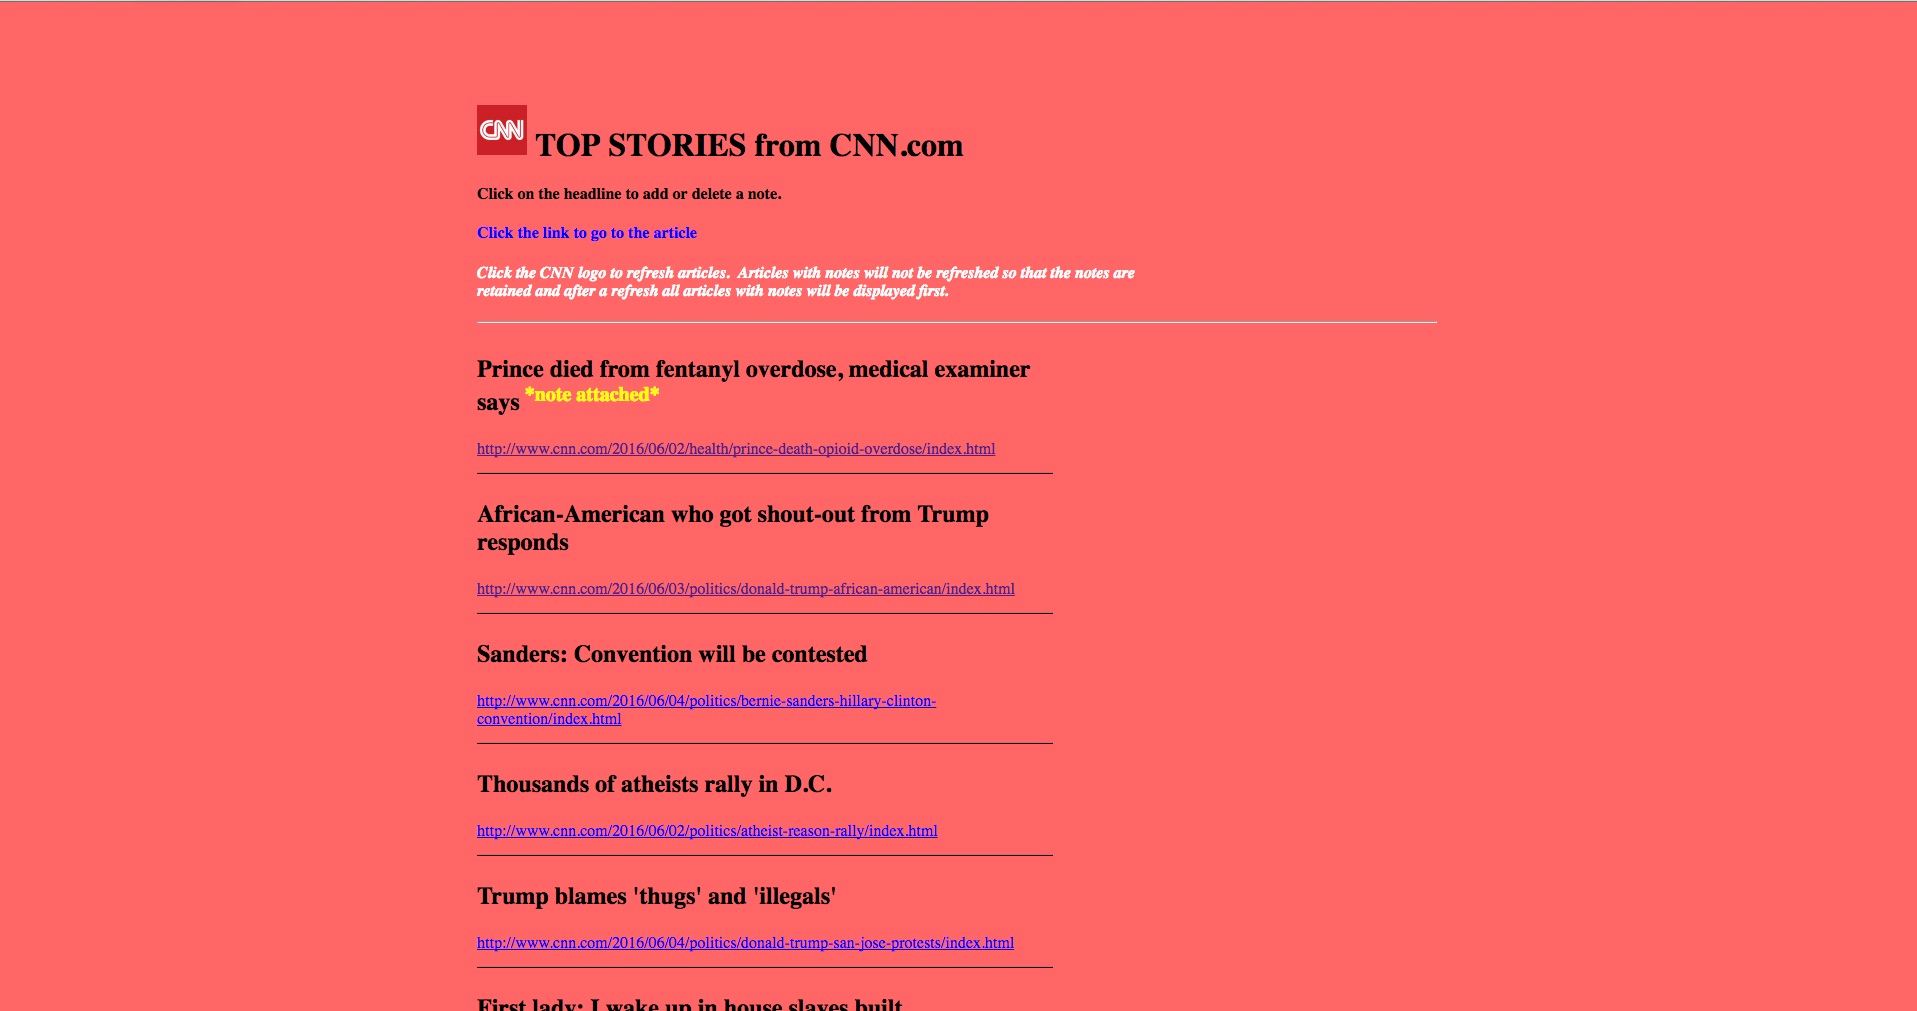 CNN
TOP STORIES from CNN.com
Click on the headline to add or delete a note.
Click the link to go to the article
Click the CNN logo to refresh articles.  Articles with notes will not be refreshed so that the notes are
retained and after a refresh all articles with notes will be displayed first.
Prince died from fentanyl overdose, medical examiner
says *note attached*
http://www.cnn.com/2016/06/02/health/prince-death-opioid-overdose/index.html
African-American who got shout-out from Trump
responds
http://www.cnn.com/2016/06/03/politics/donald-trump-african-american/index.html
Sanders: Convention will be contested
http://www.cnn.com/2016/06/04/politics/bernie-sanders-hillary-clinton-
convention/index.html
Thousands of atheists rally in D.C.
http://www.cnn.com/2016/06/02/politics/atheist-reason-rally/index.html
Trump blames 'thugs' and 'illegals'
http://www.cnn.com/2016/06/04/politics/donald-trump-san-jose-protests/index.html
First lady: I wake up in house slaves built